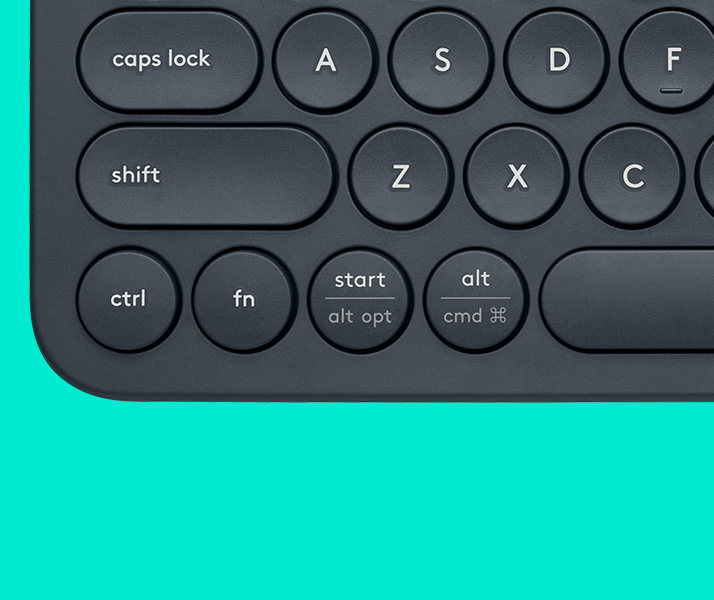 caps lock A S D F
shift Z X C
ctrl fn start alt
alt opt cmd ⌘